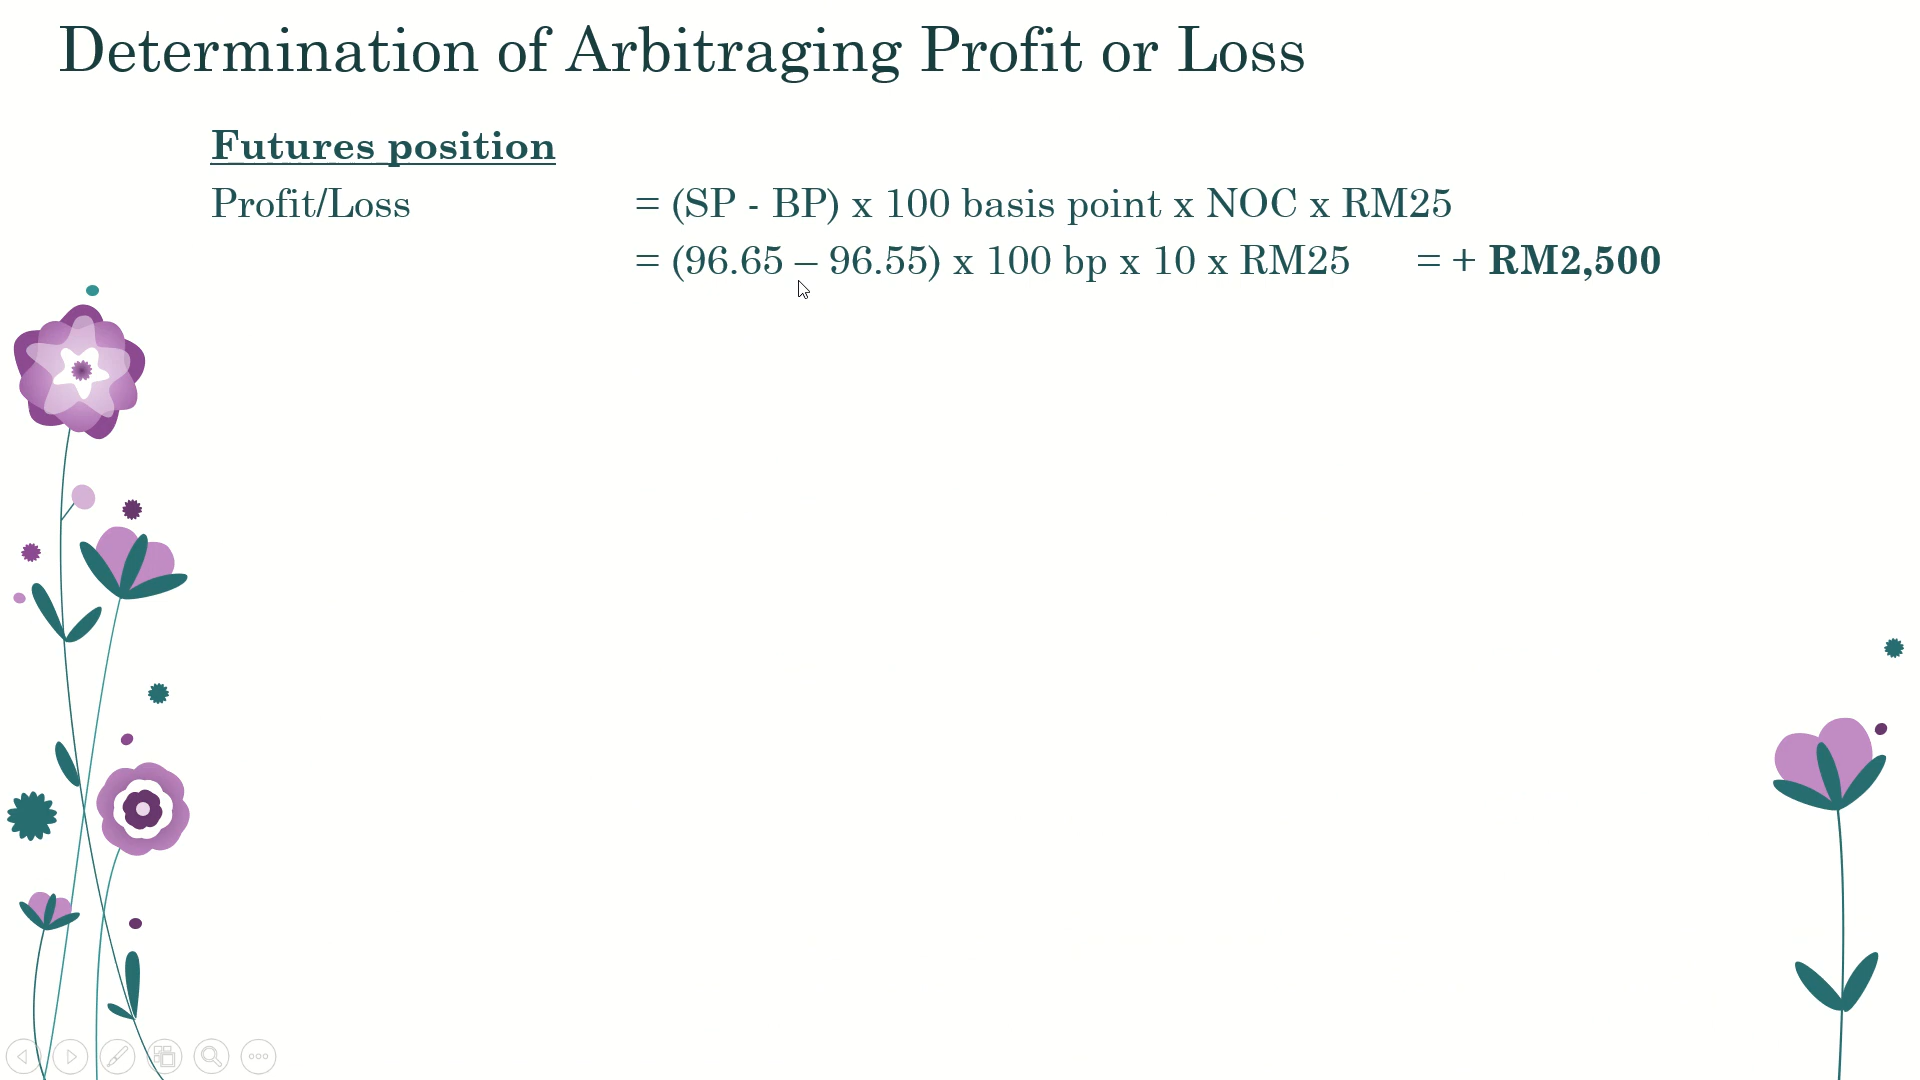 Determination of Arbitraging Profit or Loss
Futures position
Profit/Loss = (SP - BP) x 100 basis point x NOC x RM25
= (96.65 – 96.55) x 100 bp x 10 x RM25 = + RM2,500